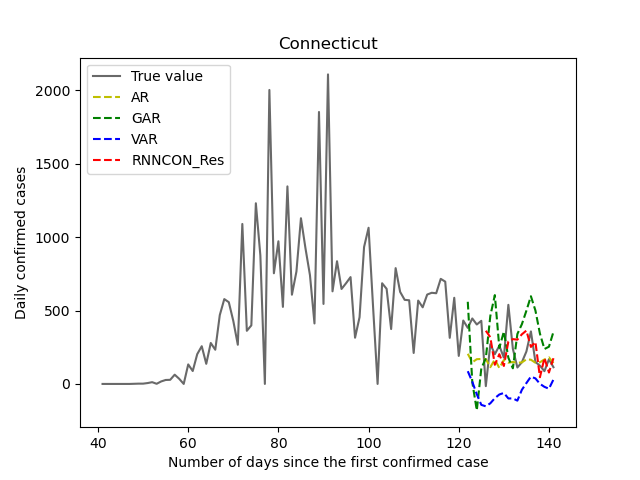 Connecticut
True value
AR
GAR
VAR
RNNCON_Res
Daily confirmed cases
2000
1500
1000
500
0
40 60 80 100 120 140
Number of days since the first confirmed case